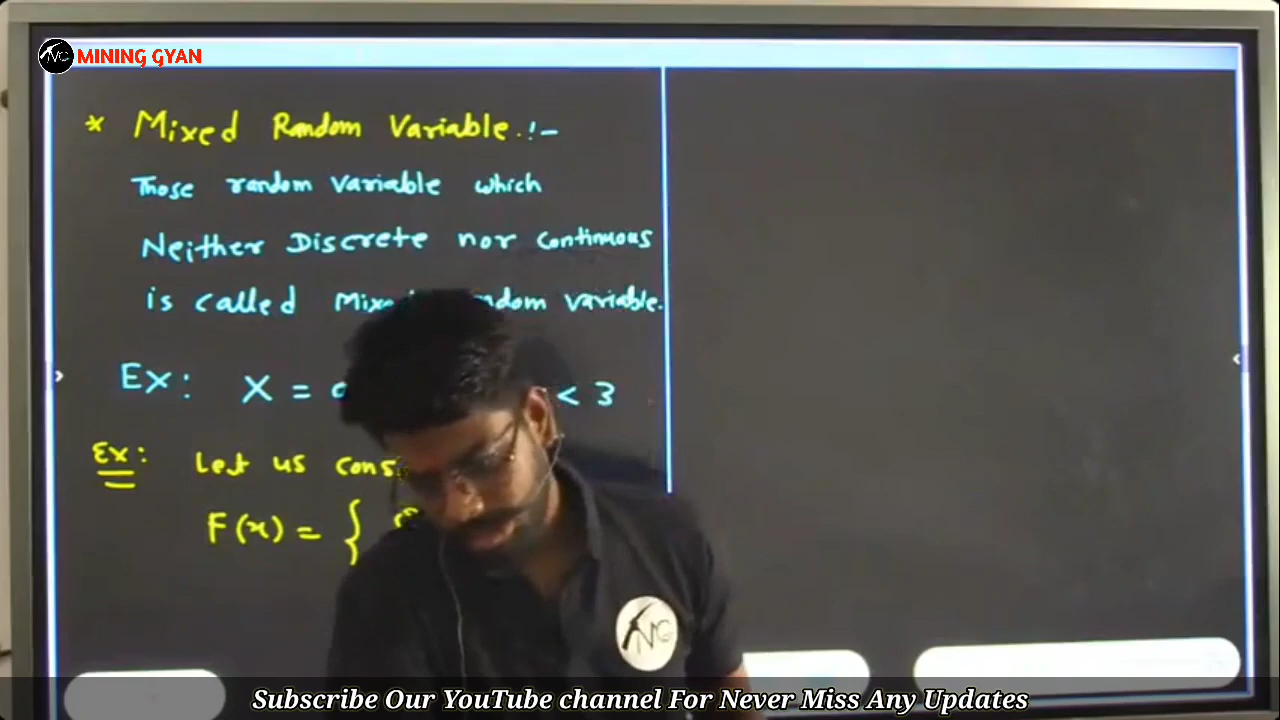 MINING GYAN
* Mixed Random Variable :-
Those random variable which
Neither Discrete nor continuous
is called random variable.
Ex: X = < 3
Ex: Let us
F(x) = {
NG
Subscribe Our YouTube channel For Never Miss Any Updates